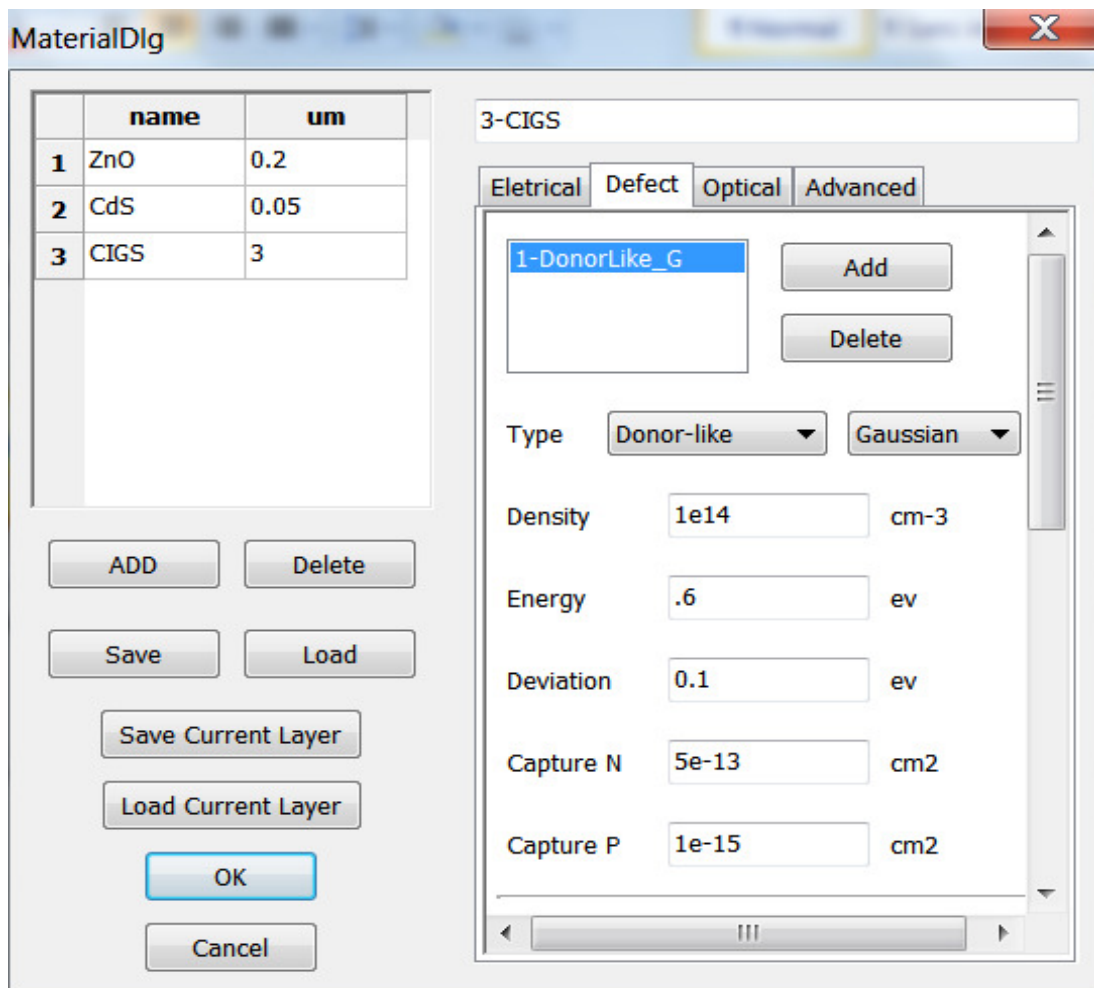 MaterialDlg
name um
1 ZnO 0.2
2 CdS 0.05
3 CIGS 3
ADD Delete
Save Load
Save Current Layer
Load Current Layer
OK
Cancel
3-CIGS
Eletrical Defect Optical Advanced
1-DonorLike_G
Add
Delete
Type Donor-like Gaussian
Density 1e14 cm-3
Energy .6 ev
Deviation 0.1 ev
Capture N 5e-13 cm2
Capture P 1e-15 cm2